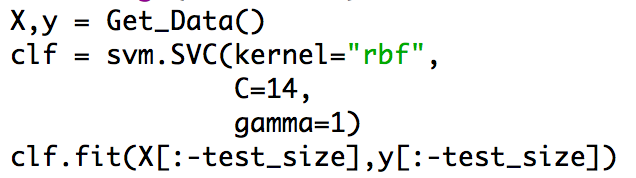 X,y = Get_Data()
clf = svm.SVC(kernel="rbf",
C=14,
gamma=1)
clf.fit(X[:-test_size],y[:-test_size])